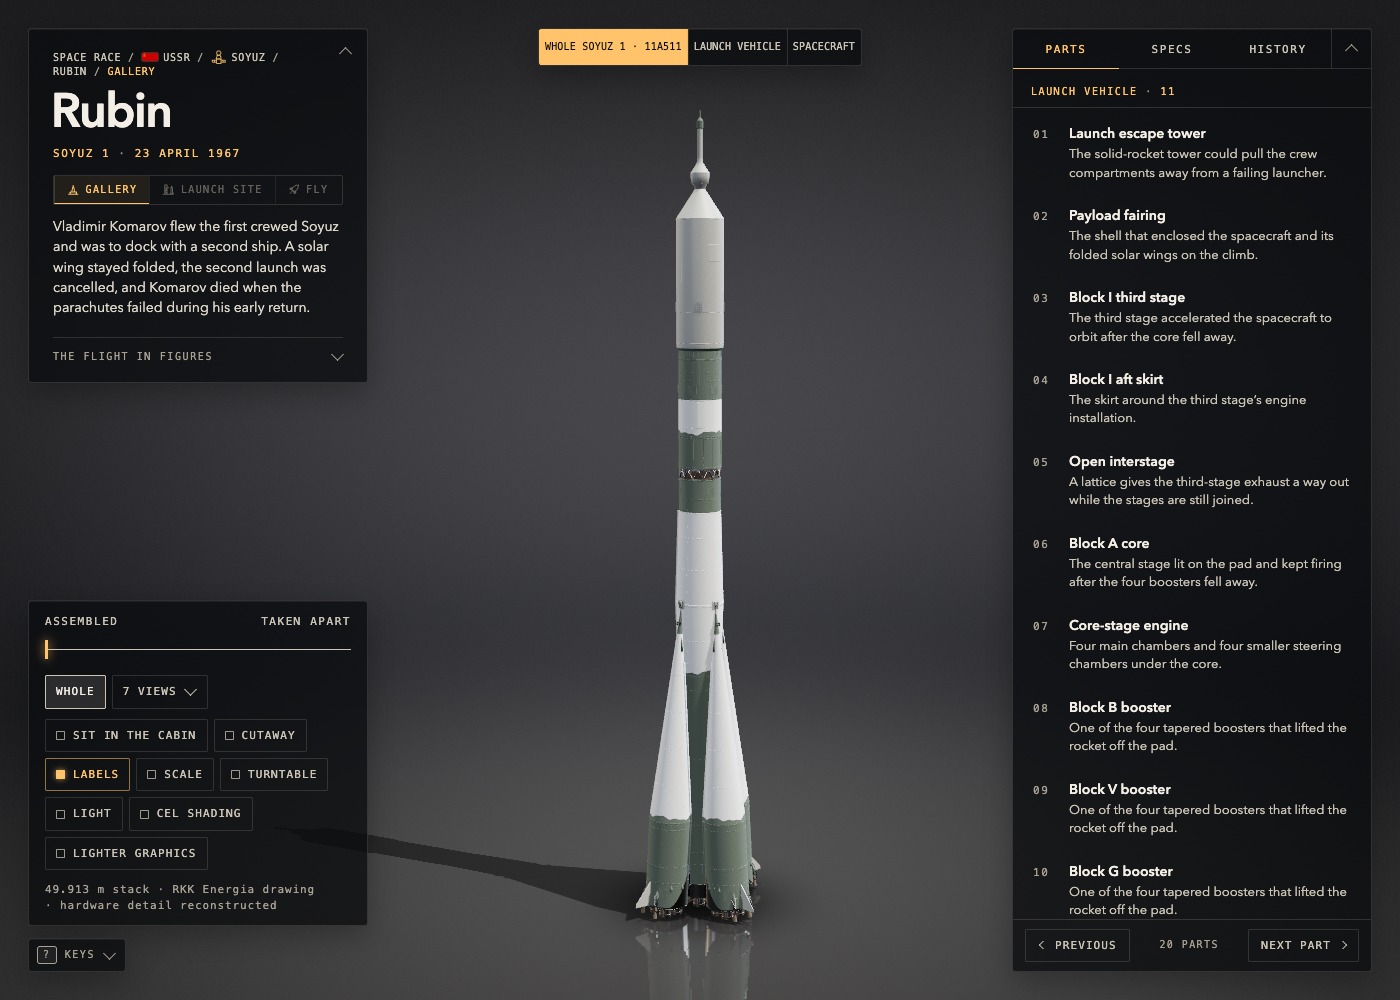 SPACE RACE / USSR / SOYUZ /
RUBIN / GALLERY
Rubin
SOYUZ 1 · 23 APRIL 1967
GALLERY
LAUNCH SITE
FLY
Vladimir Komarov flew the first crewed Soyuz
and was to dock with a second ship. A solar
wing stayed folded, the second launch was
cancelled, and Komarov died when the
parachutes failed during his early return.
THE FLIGHT IN FIGURES
WHOLE SOYUZ 1 · 11A511
LAUNCH VEHICLE
SPACECRAFT
ASSEMBLED
TAKEN APART
WHOLE
7 VIEWS
SIT IN THE CABIN
CUTAWAY
LABELS
SCALE
TURNTABLE
LIGHT
CEL SHADING
LIGHTER GRAPHICS
49.913 m stack · RKK Energia drawing
· hardware detail reconstructed
? KEYS
PARTS
SPECS
HISTORY
LAUNCH VEHICLE · 11
01 Launch escape tower
The solid-rocket tower could pull the crew
compartments away from a failing launcher.
02 Payload fairing
The shell that enclosed the spacecraft and its
folded solar wings on the climb.
03 Block I third stage
The third stage accelerated the spacecraft to
orbit after the core fell away.
04 Block I aft skirt
The skirt around the third stage’s engine
installation.
05 Open interstage
A lattice gives the third-stage exhaust a way out
while the stages are still joined.
06 Block A core
The central stage lit on the pad and kept firing
after the four boosters fell away.
07 Core-stage engine
Four main chambers and four smaller steering
chambers under the core.
08 Block B booster
One of the four tapered boosters that lifted the
rocket off the pad.
09 Block V booster
One of the four tapered boosters that lifted the
rocket off the pad.
10 Block G booster
One of the four tapered boosters that lifted the
rocket off the pad.
PREVIOUS
20 PARTS
NEXT PART